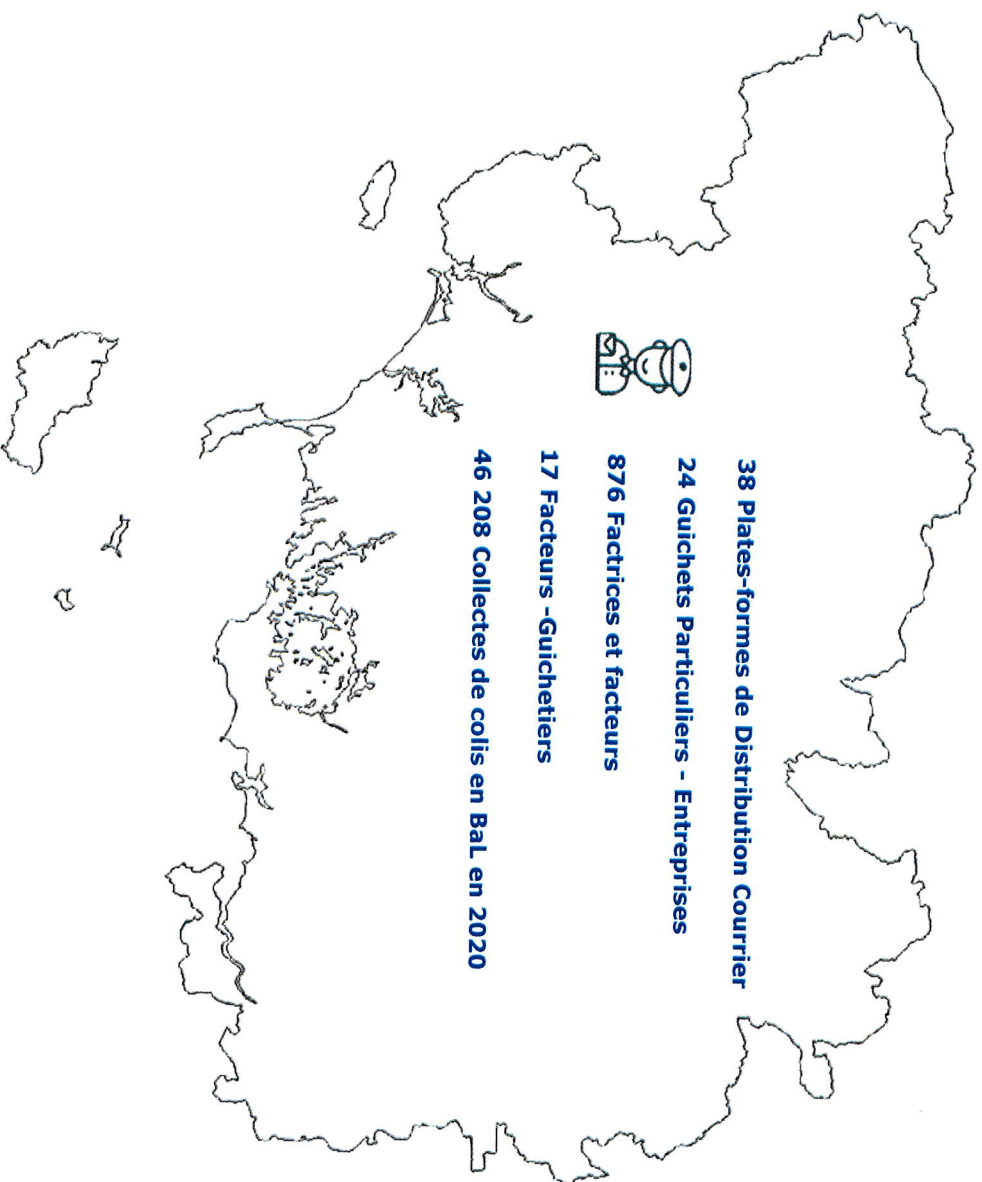 38 Plates-formes de Distribution Courrier
24 Guichets Particuliers - Entreprises
876 Factrices et facteurs
17 Facteurs -Guichetiers
46 208 Collectes de colis en BaL en 2020